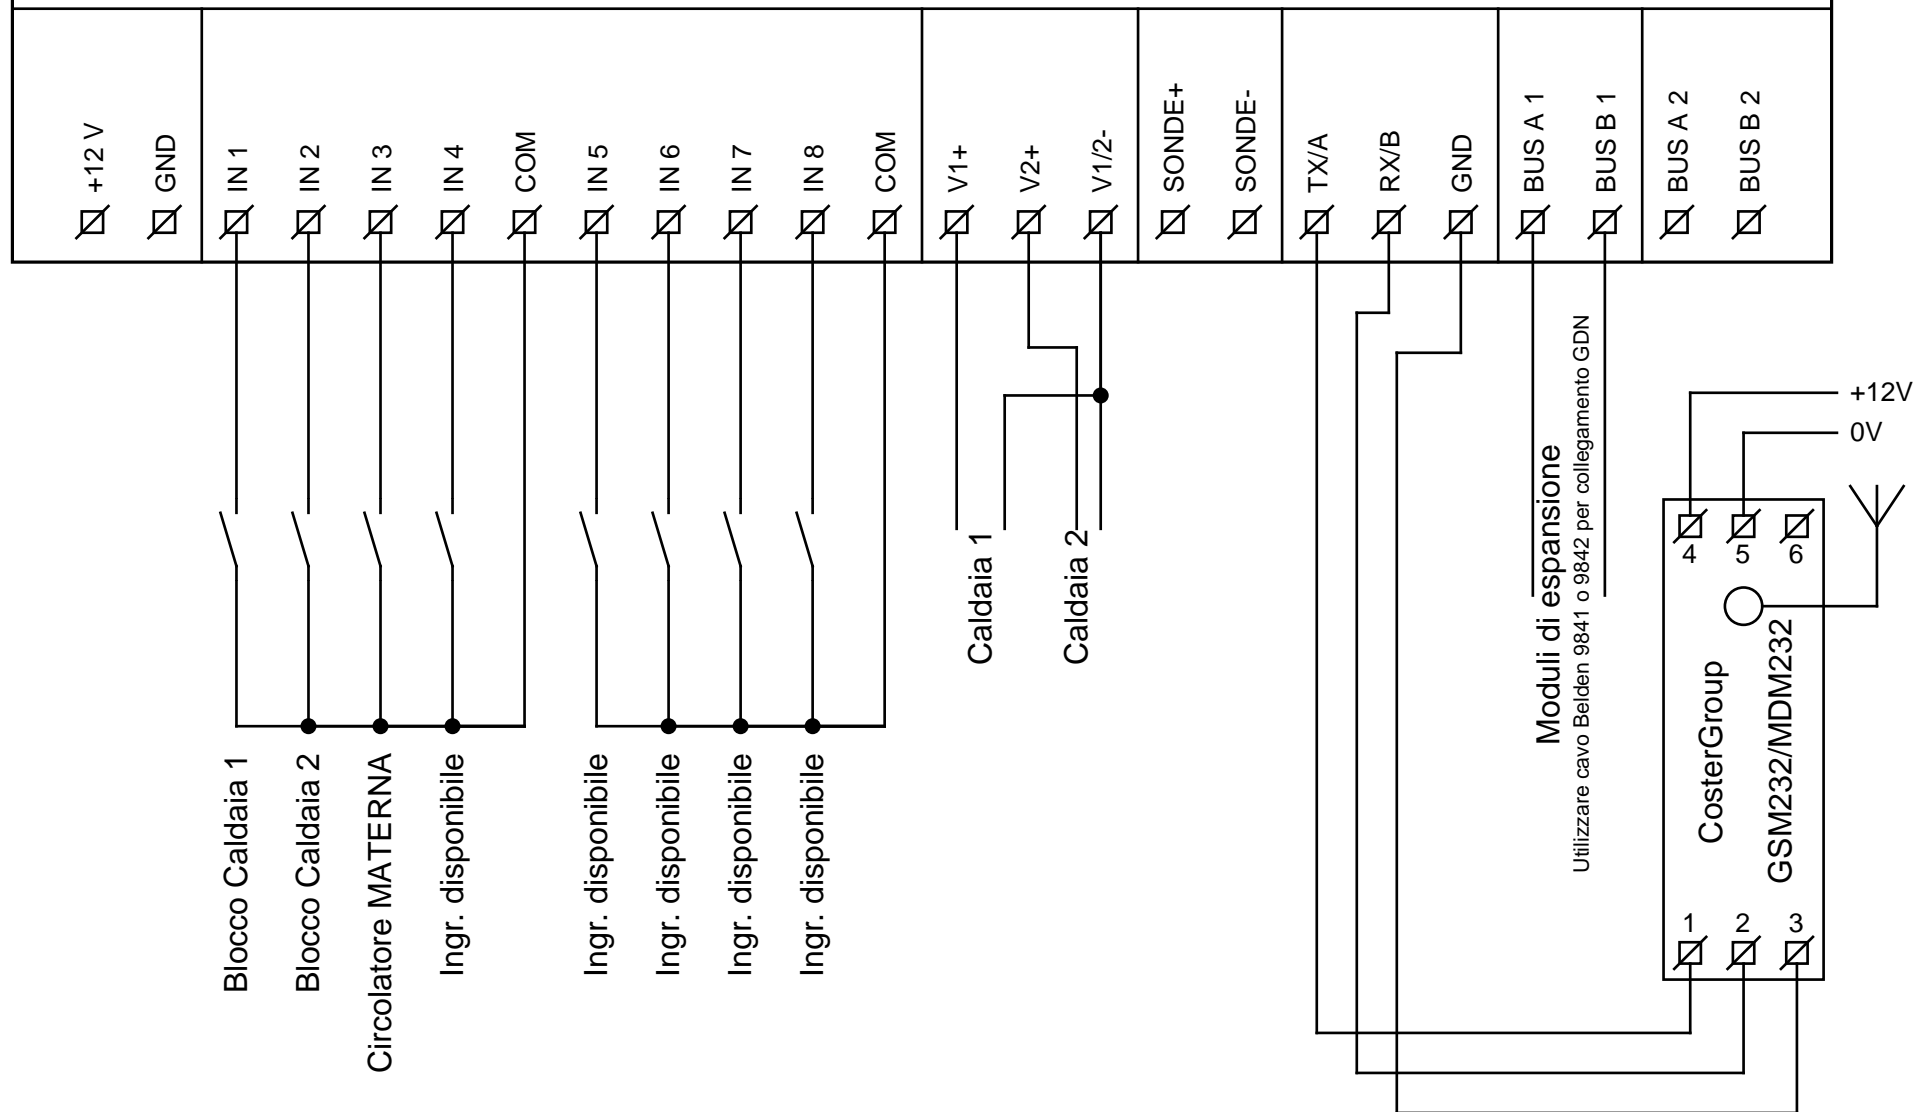 +12 V
GND
IN 1
IN 2
IN 3
IN 4
COM
IN 5
IN 6
IN 7
IN 8
COM
V1+
V2+
V1/2-
SONDE+
SONDE-
TX/A
RX/B
GND
BUS A 1
BUS B 1
BUS A 2
BUS B 2
+12V
0V
4
5
6
CosterGroup
GSM232/MDM232
1
2
3
Moduli di espansione
Utilizzare cavo Belden 9841 o 9842 per collegamento GDN
Caldaia 1
Caldaia 2
Blocco Caldaia 1
Blocco Caldaia 2
Circolatore MATERNA
Ingr. disponibile
Ingr. disponibile
Ingr. disponibile
Ingr. disponibile
Ingr. disponibile